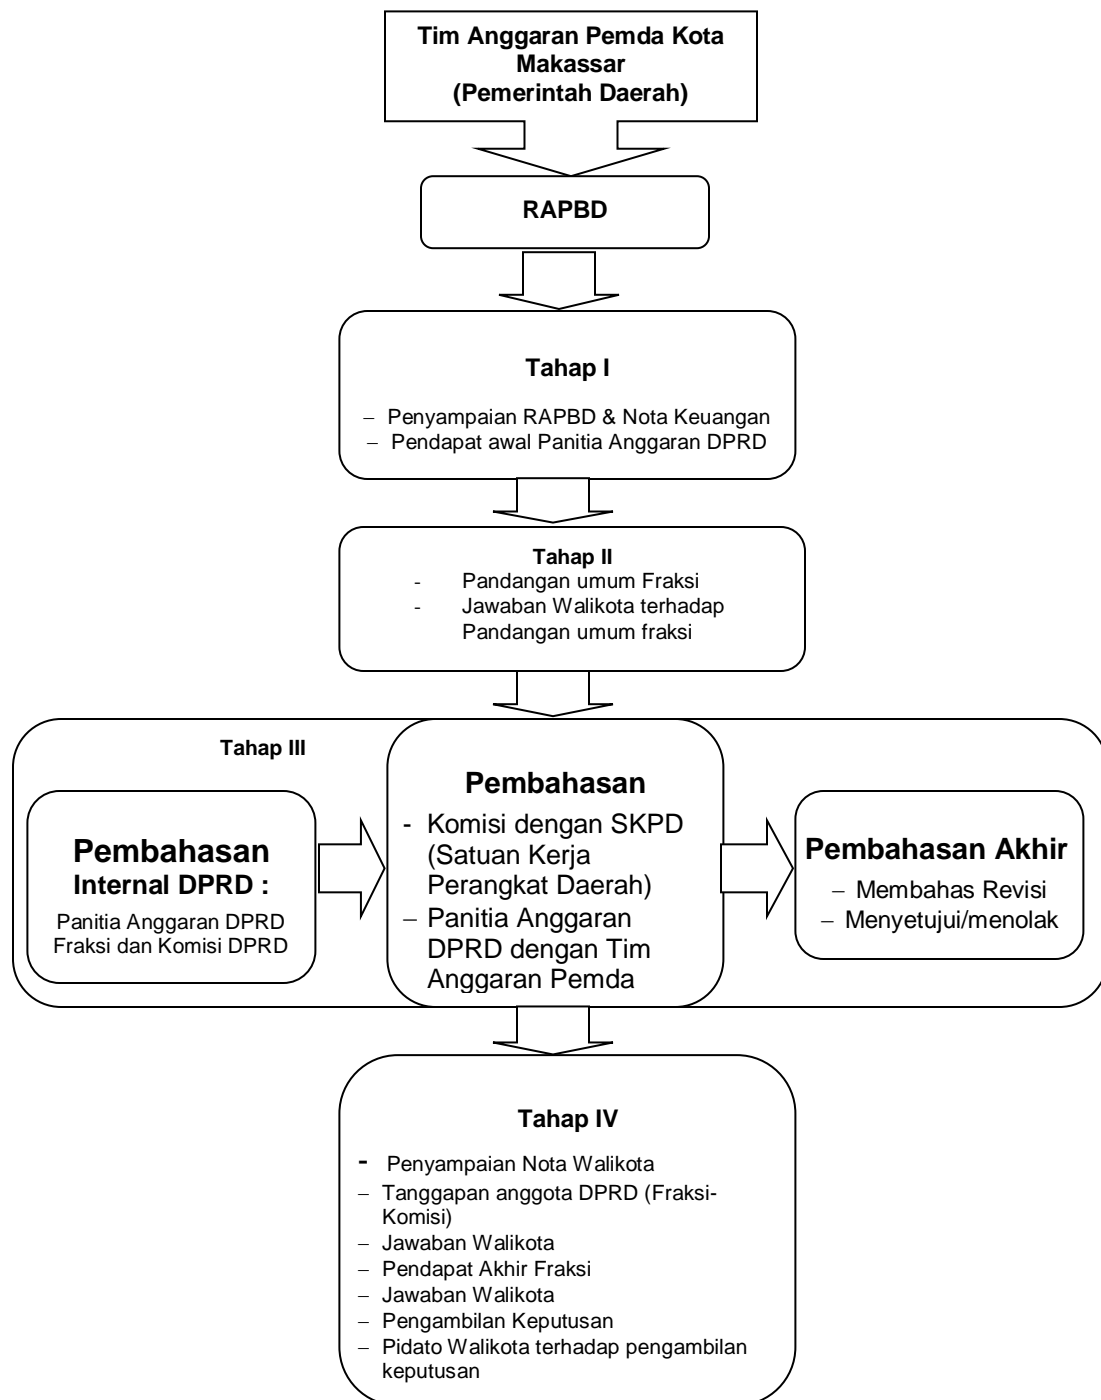 Tim Anggaran Pemda Kota
Makassar
(Pemerintah Daerah)
RAPBD
Tahap I
– Penyampaian RAPBD & Nota Keuangan
– Pendapat awal Panitia Anggaran DPRD
Tahap II
- Pandangan umum Fraksi
- Jawaban Walikota terhadap
Pandangan umum fraksi
Tahap III
Pembahasan
Internal DPRD :
Panitia Anggaran DPRD
Fraksi dan Komisi DPRD
Pembahasan
- Komisi dengan SKPD
(Satuan Kerja
Perangkat Daerah)
– Panitia Anggaran
DPRD dengan Tim
Anggaran Pemda
Pembahasan Akhir
– Membahas Revisi
– Menyetujui/menolak
Tahap IV
- Penyampaian Nota Walikota
– Tanggapan anggota DPRD (Fraksi-
Komisi)
– Jawaban Walikota
– Pendapat Akhir Fraksi
– Jawaban Walikota
– Pengambilan Keputusan
– Pidato Walikota terhadap pengambilan
keputusan